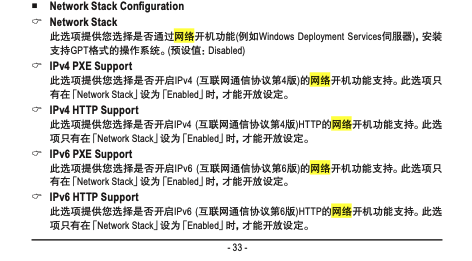 ■ Network Stack Configuration
☞ Network Stack
此选项提供您选择是否通过网络开机功能(例如Windows Deployment Services伺服器)，安装
支持GPT格式的操作系统。(预设值：Disabled)
☞ IPv4 PXE Support
此选项提供您选择是否开启IPv4 (互联网通信协议第4版)的网络开机功能支持。此选项只
有在「Network Stack」设为「Enabled」时，才能开放设定。
☞ IPv4 HTTP Support
此选项提供您选择是否开启IPv4 (互联网通信协议第4版)HTTP的网络开机功能支持。此选
项只有在「Network Stack」设为「Enabled」时，才能开放设定。
☞ IPv6 PXE Support
此选项提供您选择是否开启IPv6 (互联网通信协议第6版)的网络开机功能支持。此选项只
有在「Network Stack」设为「Enabled」时，才能开放设定。
☞ IPv6 HTTP Support
此选项提供您选择是否开启IPv6 (互联网通信协议第6版)HTTP的网络开机功能支持。此选
项只有在「Network Stack」设为「Enabled」时，才能开放设定。
- 33 -